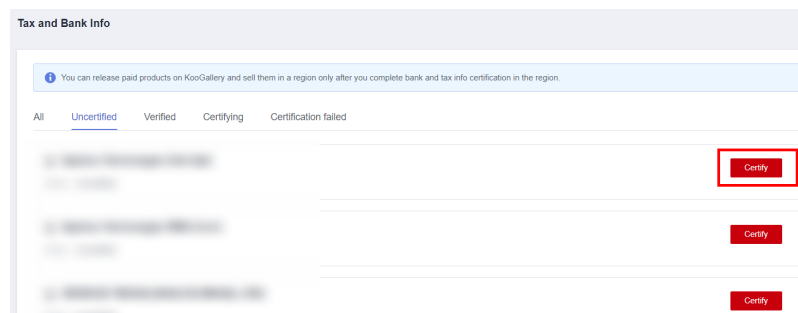 Tax and Bank Info
You can release paid products on KooGallery and sell them in a region only after you complete bank and tax info certification in the region.
All Uncertified Verified Certifying Certification failed
Certify
Certify
Certify